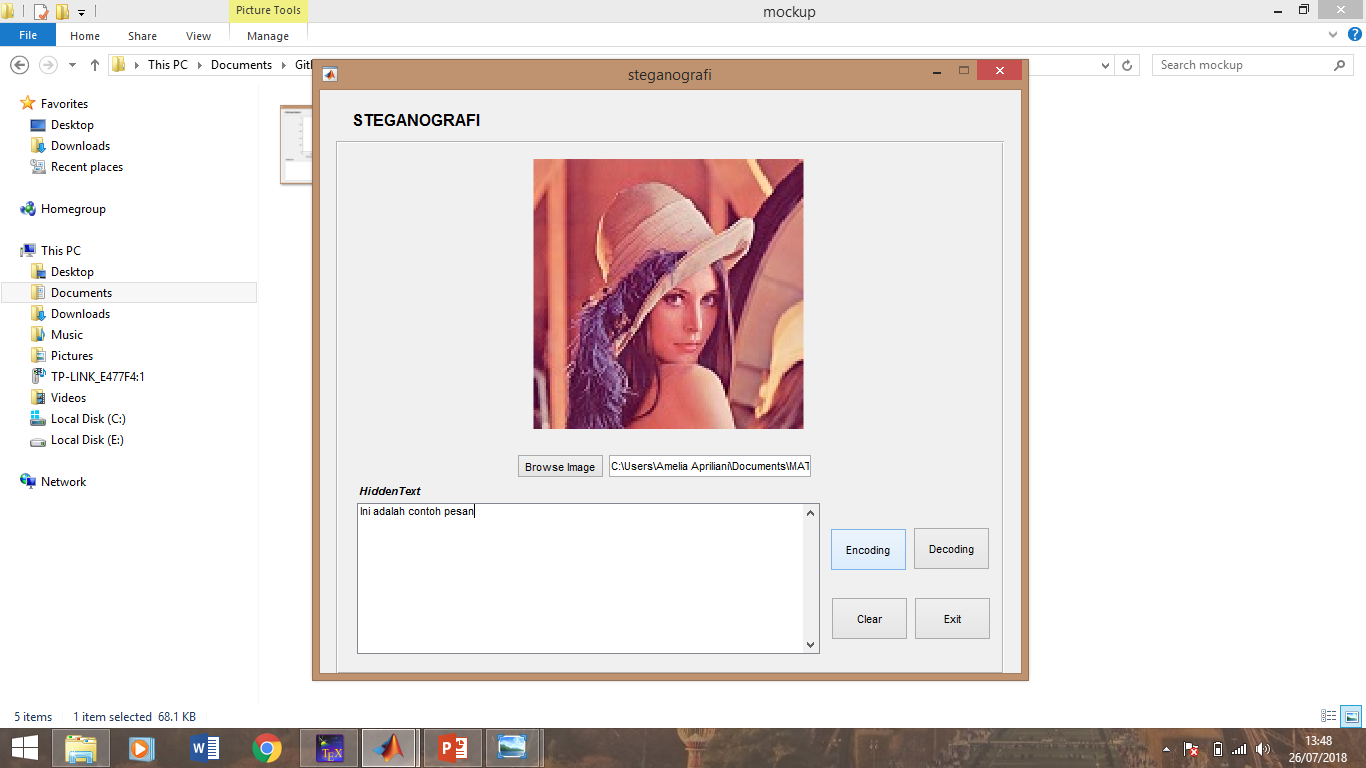 Picture Tools
mockup
File
Home
Share
View
Manage
This PC
Documents
Search mockup
steganografi
STEGANOGRAFI
Favorites
Desktop
Downloads
Recent places
Homegroup
This PC
Desktop
Documents
Downloads
Music
Pictures
TP-LINK_E477F4:1
Videos
Local Disk (C:)
Local Disk (E:)
Network
Browse Image
C:\Users\Amelia Apriliani\Documents\MAT
HiddenText
Ini adalah contoh pesan
Encoding
Decoding
Clear
Exit
5 items
1 item selected 68.1 KB
13:48
26/07/2018